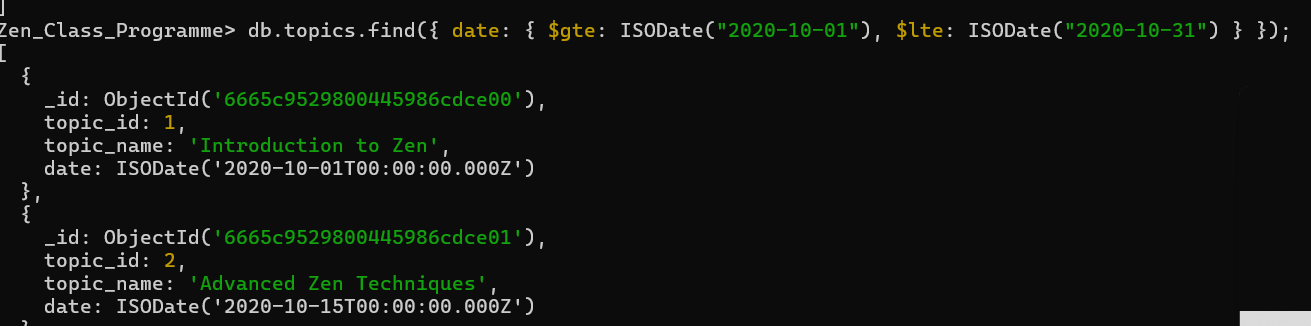 ]
Zen_Class_Programme> db.topics.find({ date: { $gte: ISODate("2020-10-01"), $lte: ISODate("2020-10-31") } });
[
  {
    _id: ObjectId('6665c9529800445986cdce00'),
    topic_id: 1,
    topic_name: 'Introduction to Zen',
    date: ISODate('2020-10-01T00:00:00.000Z')
  },
  {
    _id: ObjectId('6665c9529800445986cdce01'),
    topic_id: 2,
    topic_name: 'Advanced Zen Techniques',
    date: ISODate('2020-10-15T00:00:00.000Z')
  }